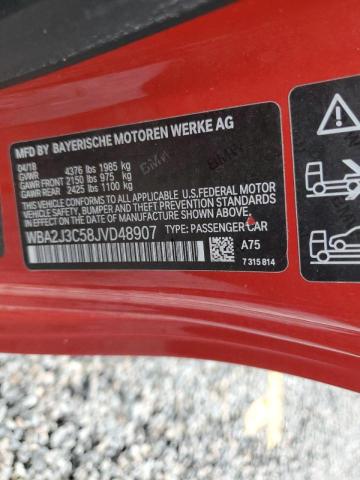 MFD BY BAYERISCHE MOTOREN WERKE AG
04/18
GVWR 4376 lbs 1985 kg
GAWR FRONT 2150 lbs 975 kg
GAWR REAR 2425 lbs 1100 kg
BMW BMW
THIS VEHICLE CONFORMS TO ALL APPLICABLE U.S.FEDERAL MOTOR
VEHICLE SAFETY, BUMPER, AND THEFT PREVENTION STANDARDS
IN EFFECT ON THE DATE OF MANUFACTURE SHOWN ABOVE.
WBA2J3C58JVD48907 TYPE: PASSENGER CAR
A75
7 315 814